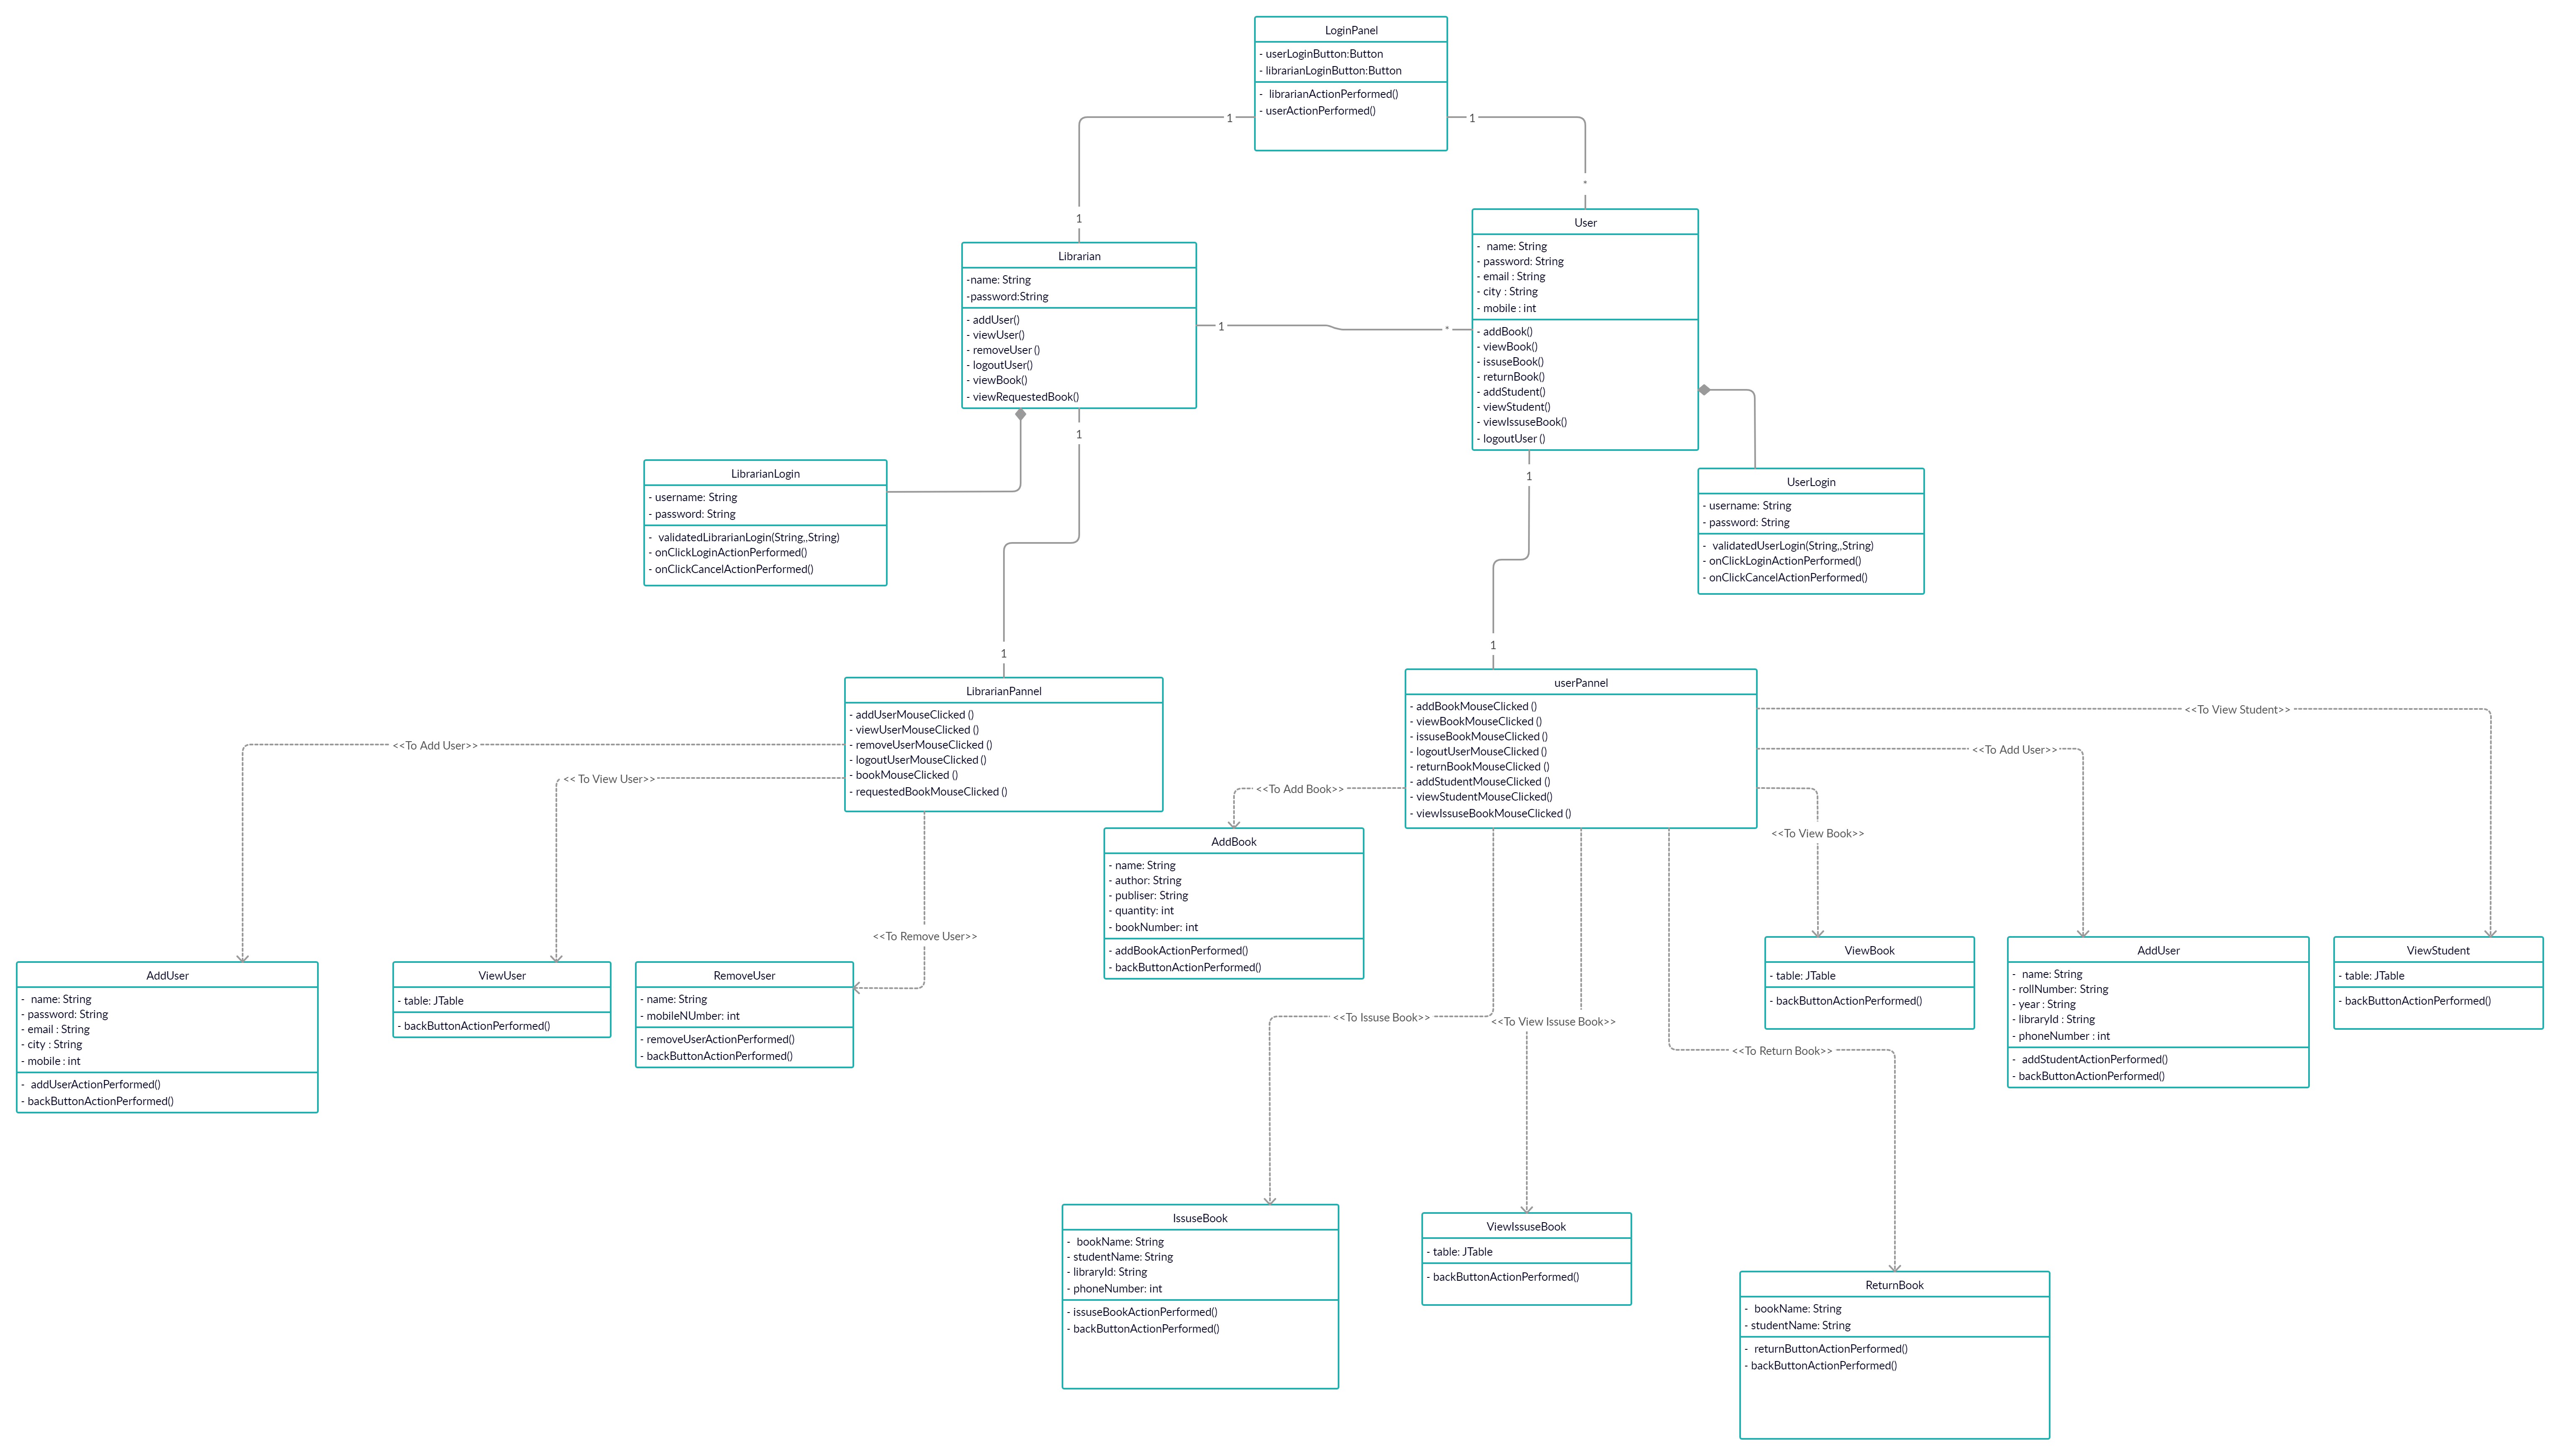 LoginPanel
- userLoginButton:Button
- librarianLoginButton:Button
-  librarianActionPerformed()
- userActionPerformed()
1
1
*
1
User
-  name: String
- password: String
- email : String
- city : String
- mobile : int
- addBook()
- viewBook()
- issuseBook()
- returnBook()
- addStudent()
- viewStudent()
- viewIssuseBook()
- logoutUser ()
Librarian
-name: String
-password:String
- addUser()
- viewUser()
- removeUser ()
- logoutUser()
- viewBook()
- viewRequestedBook()
1
*
1
1
LibrarianLogin
- username: String
- password: String
-  validatedLibrarianLogin(String,,String)
- onClickLoginActionPerformed()
- onClickCancelActionPerformed()
UserLogin
- username: String
- password: String
-  validatedUserLogin(String,,String)
- onClickLoginActionPerformed()
- onClickCancelActionPerformed()
1
1
LibrarianPannel
- addUserMouseClicked ()
- viewUserMouseClicked ()
- removeUserMouseClicked ()
- logoutUserMouseClicked ()
- bookMouseClicked ()
- requestedBookMouseClicked ()
userPannel
- addBookMouseClicked ()
- viewBookMouseClicked ()
- issuseBookMouseClicked ()
- logoutUserMouseClicked ()
- returnBookMouseClicked ()
- addStudentMouseClicked ()
- viewStudentMouseClicked()
- viewIssuseBookMouseClicked ()
<<To View Student>>
<<To Add User>>
<<To Add User>>
<< To View User>>
<<To Add Book>>
<<To View Book>>
<<To Remove User>>
AddBook
- name: String
- author: String
- publiser: String
- quantity: int
- bookNumber: int
- addBookActionPerformed()
- backButtonActionPerformed()
AddUser
-  name: String
- password: String
- email : String
- city : String
- mobile : int
-  addUserActionPerformed()
- backButtonActionPerformed()
ViewUser
- table: JTable
- backButtonActionPerformed()
RemoveUser
- name: String
- mobileNUmber: int
- removeUserActionPerformed()
- backButtonActionPerformed()
ViewBook
- table: JTable
- backButtonActionPerformed()
AddUser
-  name: String
- rollNumber: String
- year : String
- libraryId : String
- phoneNumber : int
-  addStudentActionPerformed()
- backButtonActionPerformed()
ViewStudent
- table: JTable
- backButtonActionPerformed()
<<To Issuse Book>>
<<To View Issuse Book>>
<<To Return Book>>
IssuseBook
-  bookName: String
- studentName: String
- libraryId: String
- phoneNumber: int
- issuseBookActionPerformed()
- backButtonActionPerformed()
ViewIssuseBook
- table: JTable
- backButtonActionPerformed()
ReturnBook
-  bookName: String
- studentName: String
-  returnButtonActionPerformed()
- backButtonActionPerformed()